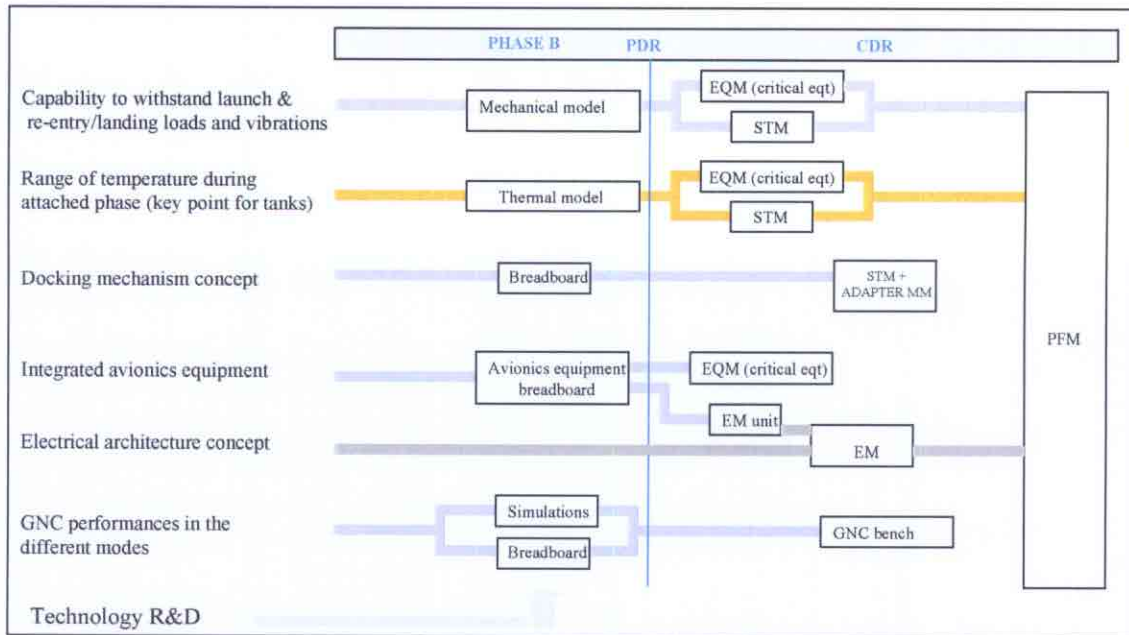 PHASE B PDR CDR
Capability to withstand launch &
re-entry/landing loads and vibrations
Mechanical model
EQM (critical eqt)
STM
Range of temperature during
attached phase (key point for tanks)
Thermal model
EQM (critical eqt)
STM
Docking mechanism concept
Breadboard
STM +
ADAPTER MM
PFM
Integrated avionics equipment
Avionics equipment
breadboard
EQM (critical eqt)
EM unit
Electrical architecture concept
EM
GNC performances in the
different modes
Simulations
Breadboard
GNC bench
Technology R&D